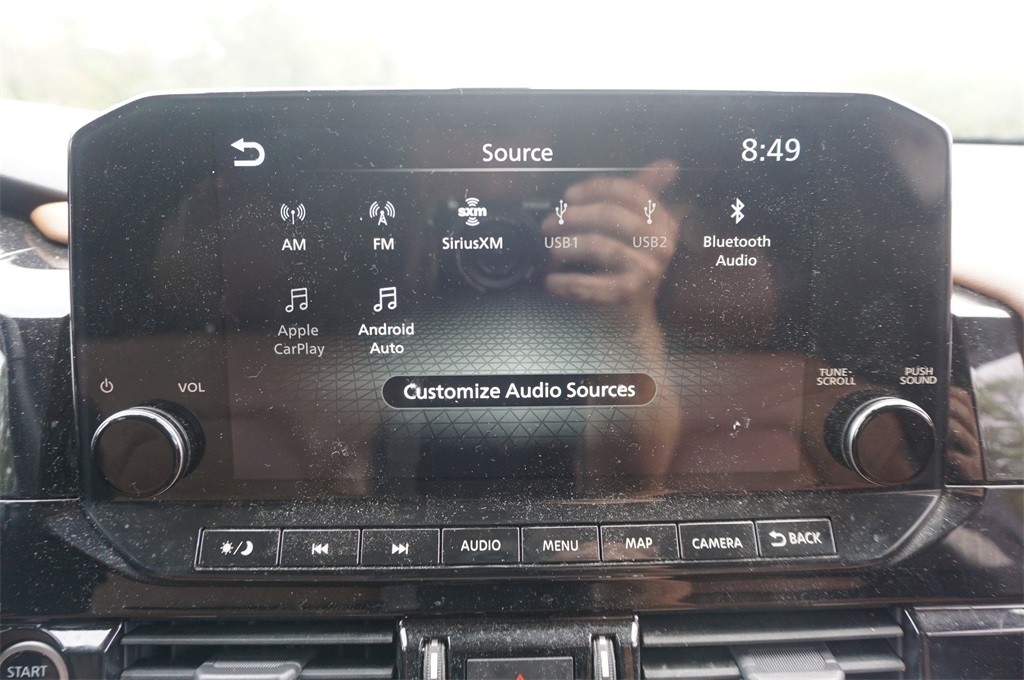 Source
8:49
AM
FM
sxm
SiriusXM
USB1
USB2
Bluetooth
Audio
Apple
CarPlay
Android
Auto
Customize Audio Sources
VOL
TUNE-
SCROLL
PUSH
SOUND
AUDIO
MENU
MAP
CAMERA
BACK
START